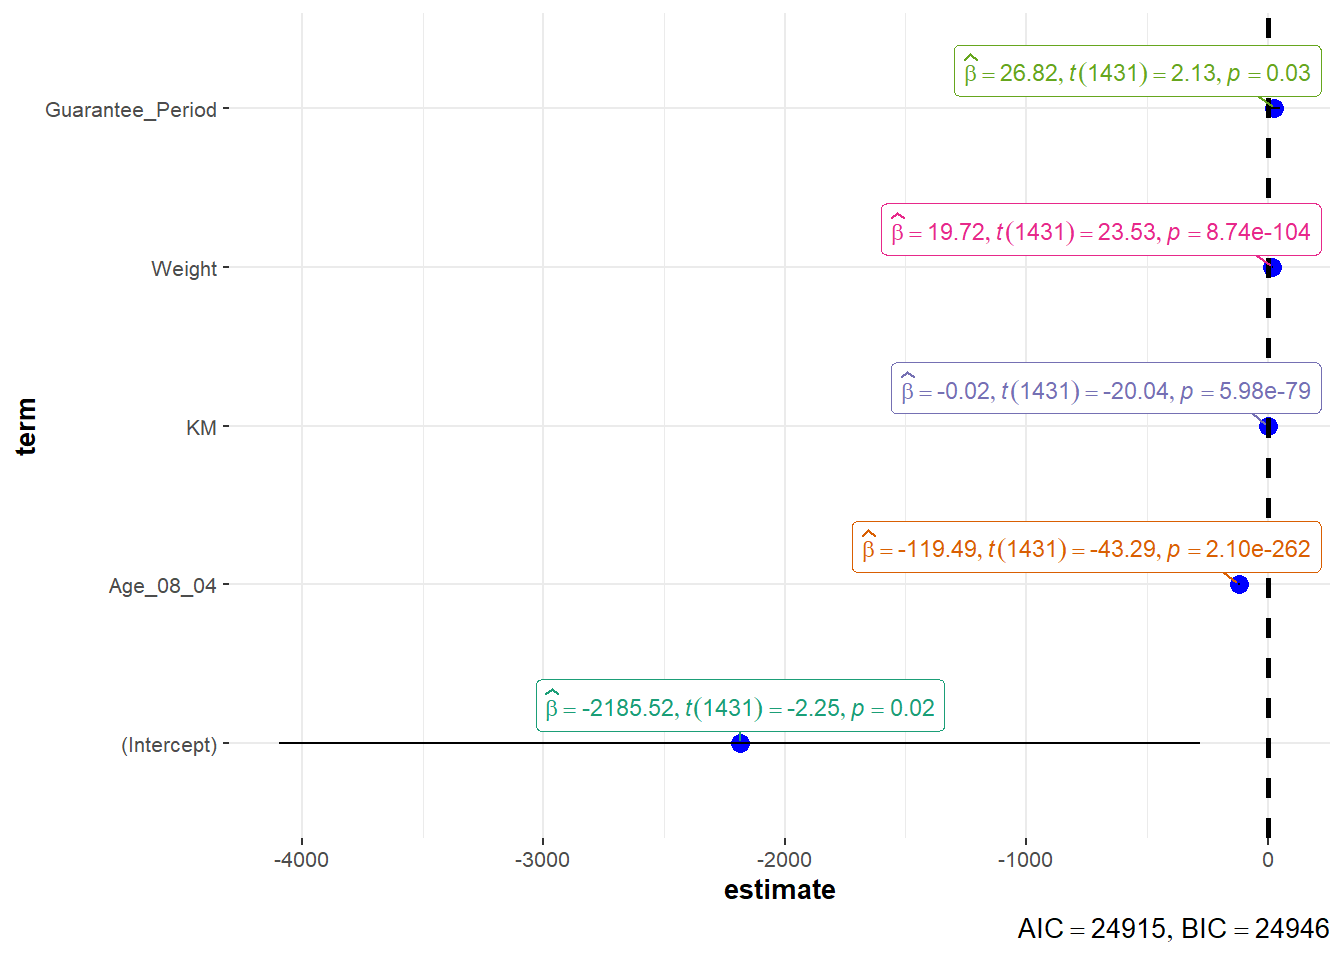 β̂ = 26.82, t(1431) = 2.13, p = 0.03
Guarantee_Period
β̂ = 19.72, t(1431) = 23.53, p = 8.74e-104
Weight
β̂ = -0.02, t(1431) = -20.04, p = 5.98e-79
KM
term
β̂ = -119.49, t(1431) = -43.29, p = 2.10e-262
Age_08_04
β̂ = -2185.52, t(1431) = -2.25, p = 0.02
(Intercept)
-4000 -3000 -2000 -1000 0
estimate
AIC = 24915, BIC = 24946